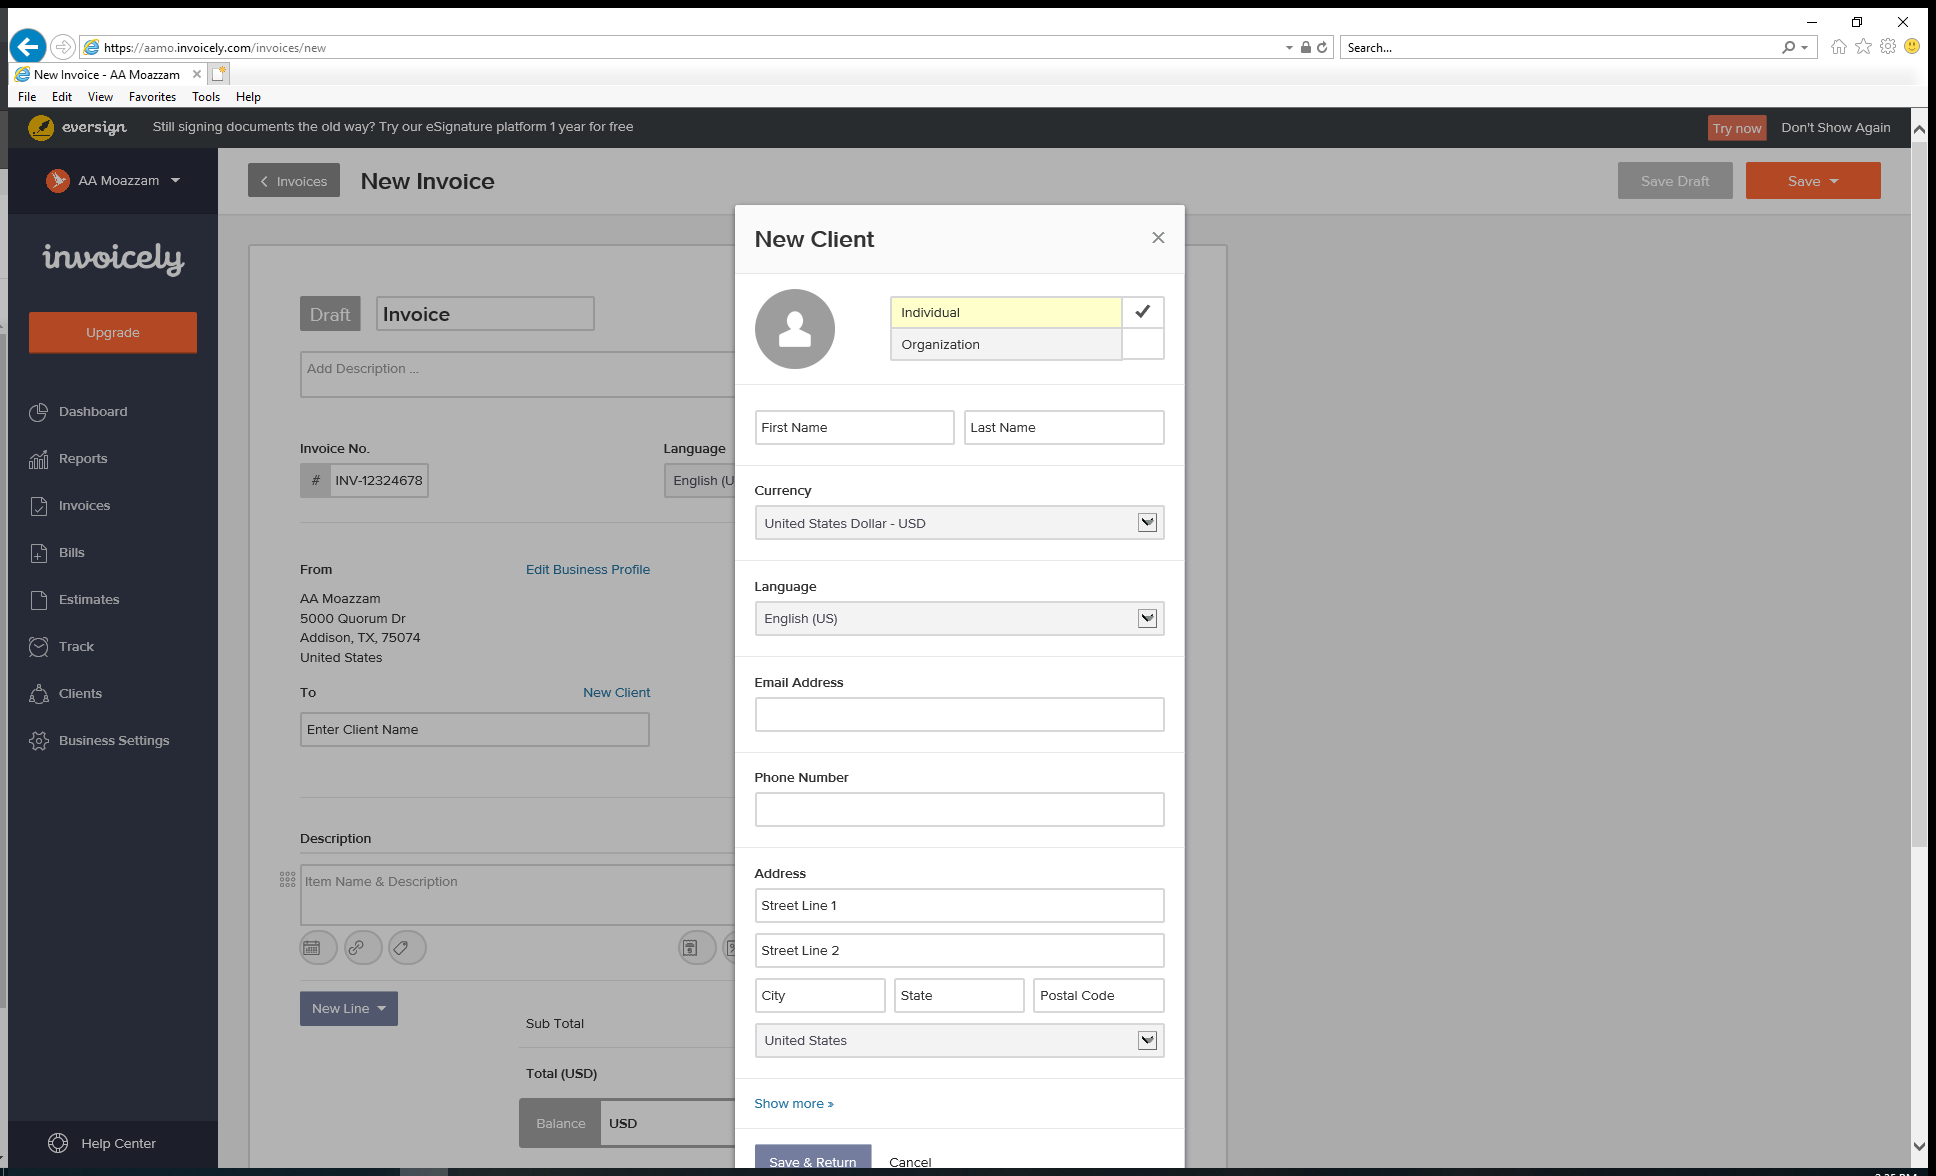 https://aamo.invoicely.com/invoices/new
Search...
New Invoice - AA Moazzam
File Edit View Favorites Tools Help
eversign Still signing documents the old way? Try our eSignature platform 1 year for free Try now Don't Show Again
AA Moazzam
Invoices New Invoice Save Draft Save
invoicely
Upgrade
Dashboard
Reports
Invoices
Bills
Estimates
Track
Clients
Business Settings
Help Center
Draft Invoice
Add Description ...
Invoice No. Language
# INV-12324678 English (U
From Edit Business Profile
AA Moazzam
5000 Quorum Dr
Addison, TX, 75074
United States
To New Client
Enter Client Name
Description
Item Name & Description
New Line
Sub Total
Total (USD)
Balance USD
New Client
Individual
Organization
First Name Last Name
Currency
United States Dollar - USD
Language
English (US)
Email Address
Phone Number
Address
Street Line 1
Street Line 2
City State Postal Code
United States
Show more »
Save & Return Cancel